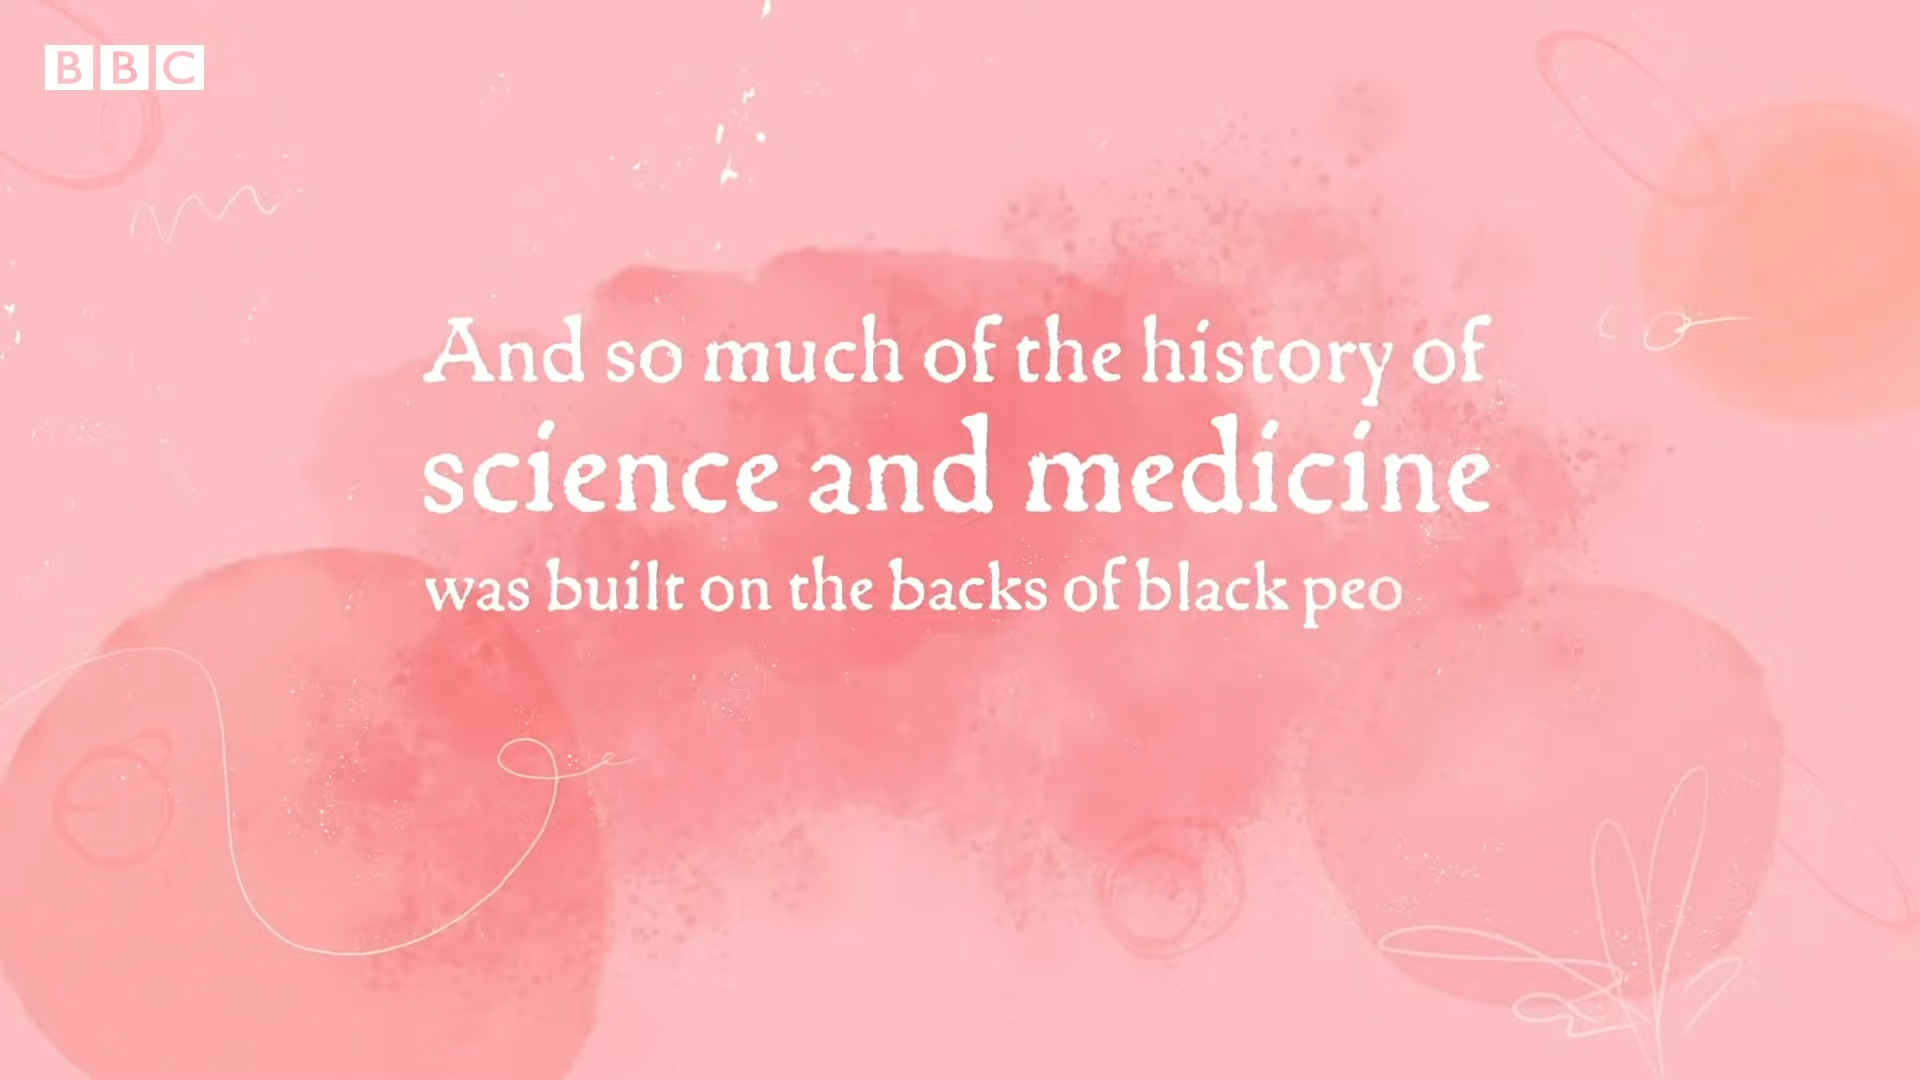 BBC
And so much of the history of
science and medicine
was built on the backs of black peo